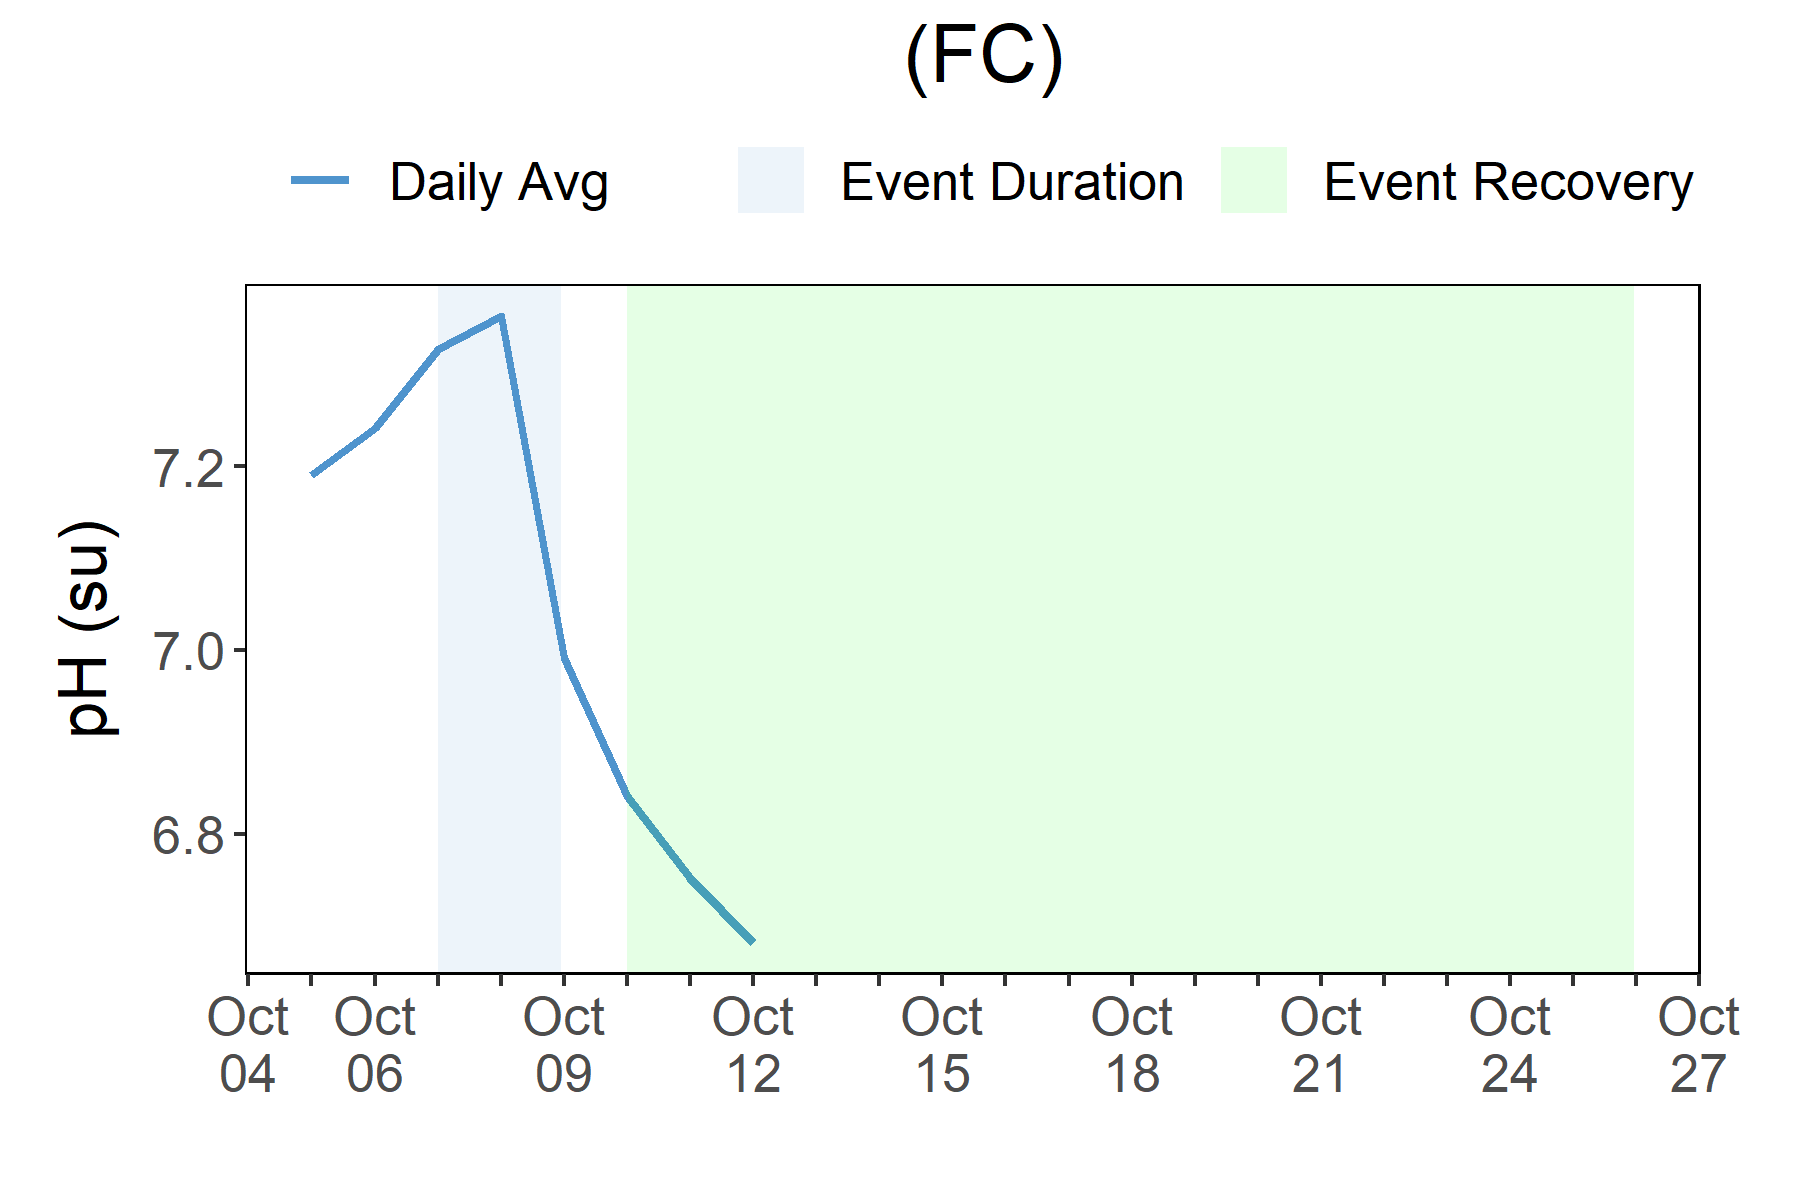 (FC)
Daily Avg Event Duration Event Recovery
pH (su)
7.2
7.0
6.8
Oct Oct Oct Oct Oct Oct Oct Oct Oct
04 06 09 12 15 18 21 24 27